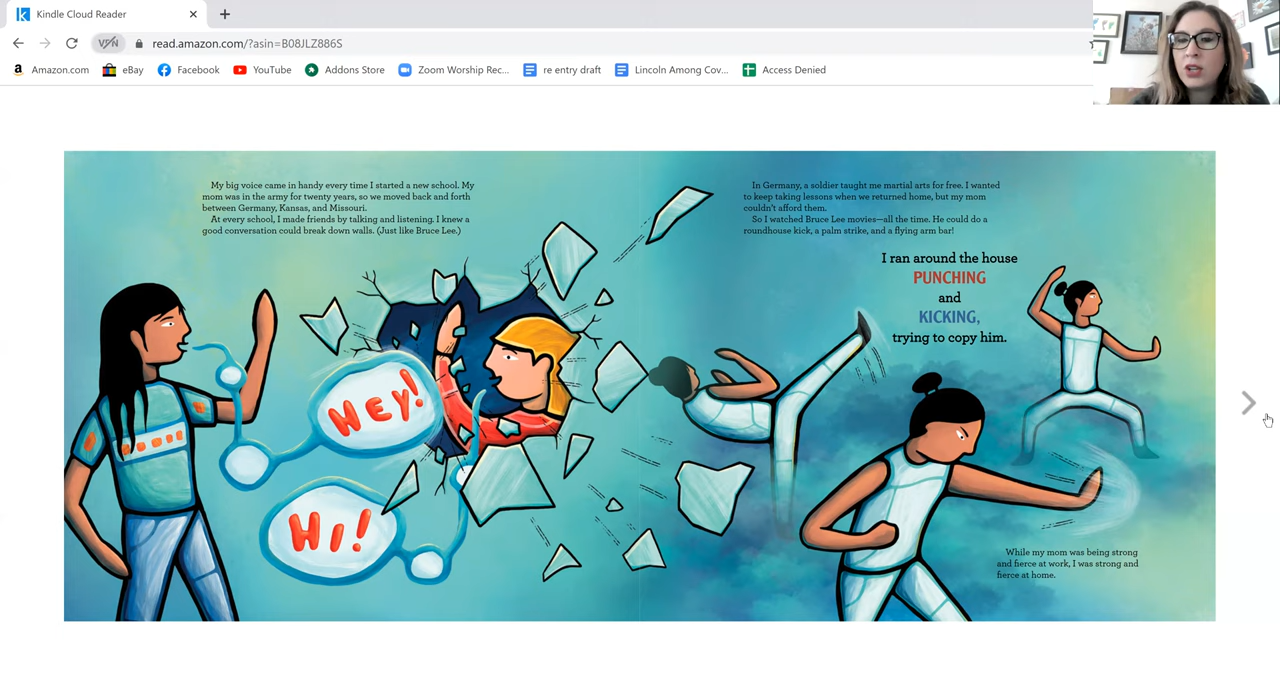 Kindle Cloud Reader
VPN
read.amazon.com/?asin=B08JLZ886S
Amazon.com
eBay
Facebook
YouTube
Addons Store
Zoom Worship Rec...
re entry draft
Lincoln Among Cov...
Access Denied
My big voice came in handy every time I started a new school. My
mom was in the army for twenty years, so we moved back and forth
between Germany, Kansas, and Missouri.
At every school, I made friends by talking and listening. I knew a
good conversation could break down walls. (Just like Bruce Lee.)
HEY!
HI!
In Germany, a soldier taught me martial arts for free. I wanted
to keep taking lessons when we returned home, but my mom
couldn't afford them.
So I watched Bruce Lee movies—all the time. He could do a
roundhouse kick, a palm strike, and a flying arm bar!
I ran around the house
PUNCHING
and
KICKING,
trying to copy him.
While my mom was being strong
and fierce at work, I was strong and
fierce at home.